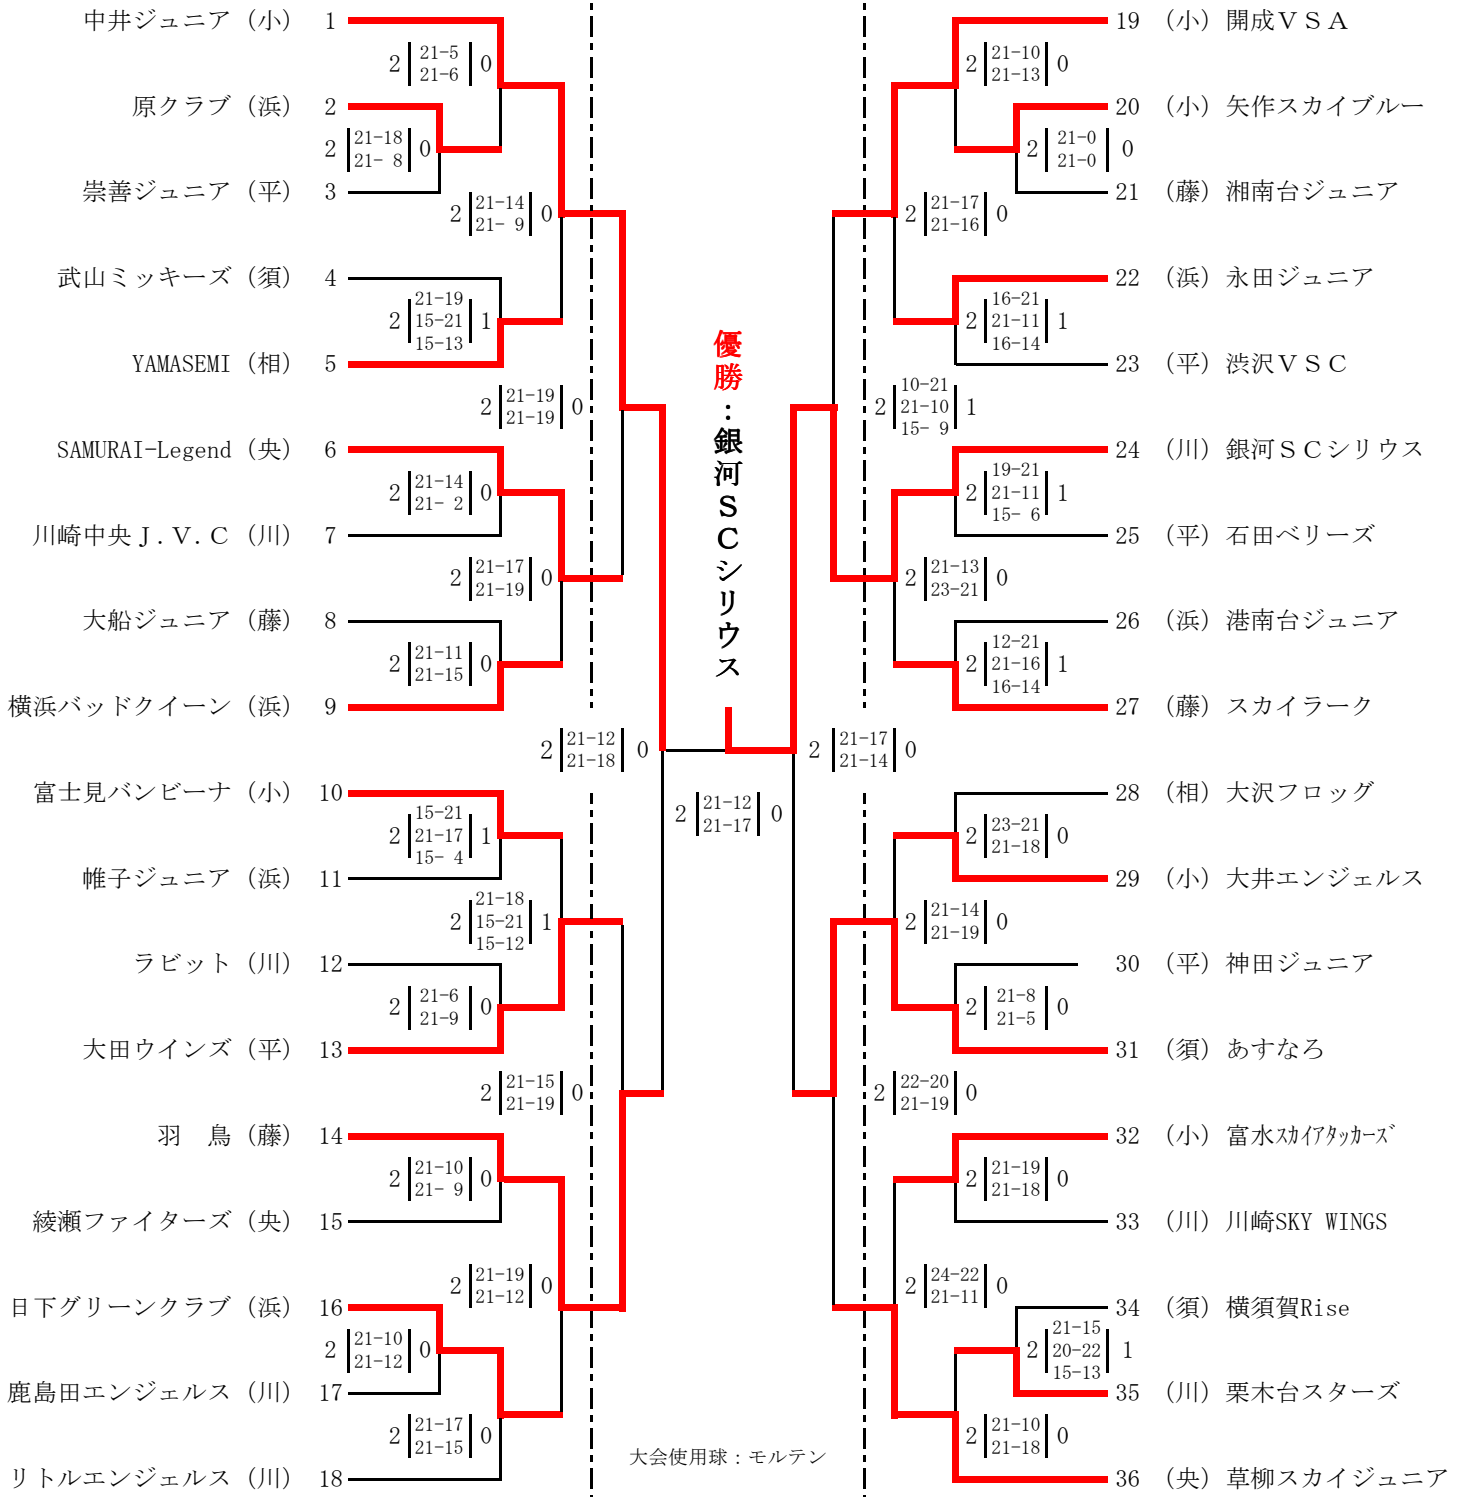 中井ジュニア（小） 1
2 21-5 0
21-6
原クラブ（浜） 2
2 21-18 0
21- 8
崇善ジュニア（平） 3
2 21-14 0
21- 9
武山ミッキーズ（須） 4
21-19
2 15-21 1
15-13
YAMASEMI（相） 5
2 21-19 0
21-19
SAMURAI-Legend（央） 6
2 21-14 0
21- 2
川崎中央Ｊ．Ｖ．Ｃ（川） 7
2 21-17 0
21-19
大船ジュニア（藤） 8
2 21-11 0
21-15
横浜バッドクイーン（浜） 9
2 21-12 0
21-18
富士見バンビーナ（小） 10
15-21
2 21-17 1
15- 4
帷子ジュニア（浜） 11
21-18
2 15-21 1
15-12
ラビット（川） 12
2 21-6 0
21-9
大田ウインズ（平） 13
2 21-15 0
21-19
羽　鳥（藤） 14
2 21-10 0
21- 9
綾瀬ファイターズ（央） 15
2 21-19 0
21-12
日下グリーンクラブ（浜） 16
2 21-10 0
21-12
鹿島田エンジェルス（川） 17
2 21-17 0
21-15
リトルエンジェルス（川） 18
優勝：銀河ＳＣシリウス
2 21-12 0
21-17
大会使用球：モルテン
19 （小）開成ＶＳＡ
2 21-10 0
21-13
20 （小）矢作スカイブルー
2 21-0 0
21-0
21 （藤）湘南台ジュニア
2 21-17 0
21-16
22 （浜）永田ジュニア
16-21
2 21-11 1
16-14
23 （平）渋沢ＶＳＣ
10-21
2 21-10 1
15- 9
24 （川）銀河ＳＣシリウス
19-21
2 21-11 1
15- 6
25 （平）石田ベリーズ
2 21-13 0
23-21
26 （浜）港南台ジュニア
12-21
2 21-16 1
16-14
27 （藤）スカイラーク
2 21-17 0
21-14
28 （相）大沢フロッグ
2 23-21 0
21-18
29 （小）大井エンジェルス
2 21-14 0
21-19
30 （平）神田ジュニア
2 21-8 0
21-5
31 （須）あすなろ
2 22-20 0
21-19
32 （小）富水ｽｶｲｱﾀｯｶｰｽﾞ
2 21-19 0
21-18
33 （川）川崎SKY WINGS
2 24-22 0
21-11
34 （須）横須賀Rise
21-15
2 20-22 1
15-13
35 （川）栗木台スターズ
2 21-10 0
21-18
36 （央）草柳スカイジュニア